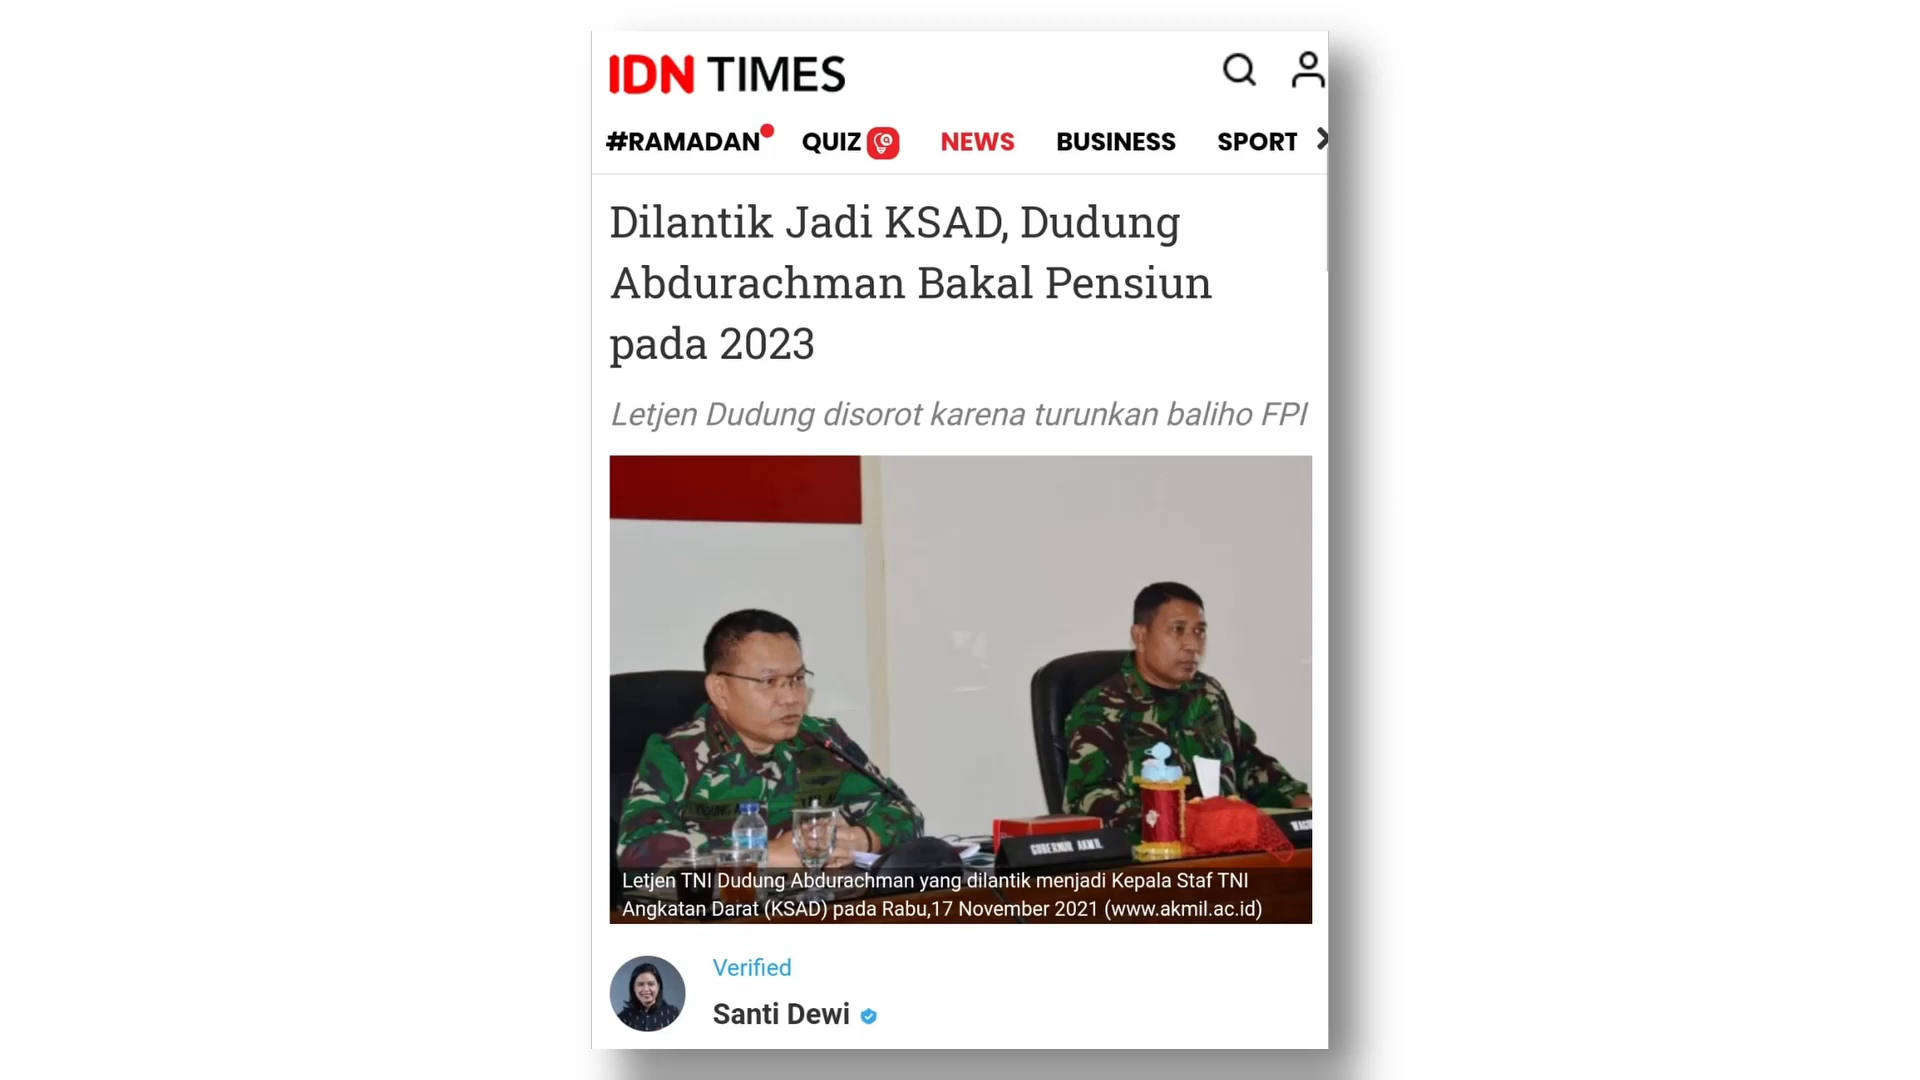 IDN TIMES
#RAMADAN QUIZ NEWS BUSINESS SPORT
Dilantik Jadi KSAD, Dudung
Abdurachman Bakal Pensiun
pada 2023
Letjen Dudung disorot karena turunkan baliho FPI
GUBERNUR AKMIL
Letjen TNI Dudung Abdurachman yang dilantik menjadi Kepala Staf TNI
Angkatan Darat (KSAD) pada Rabu,17 November 2021 (www.akmil.ac.id)
Verified
Santi Dewi